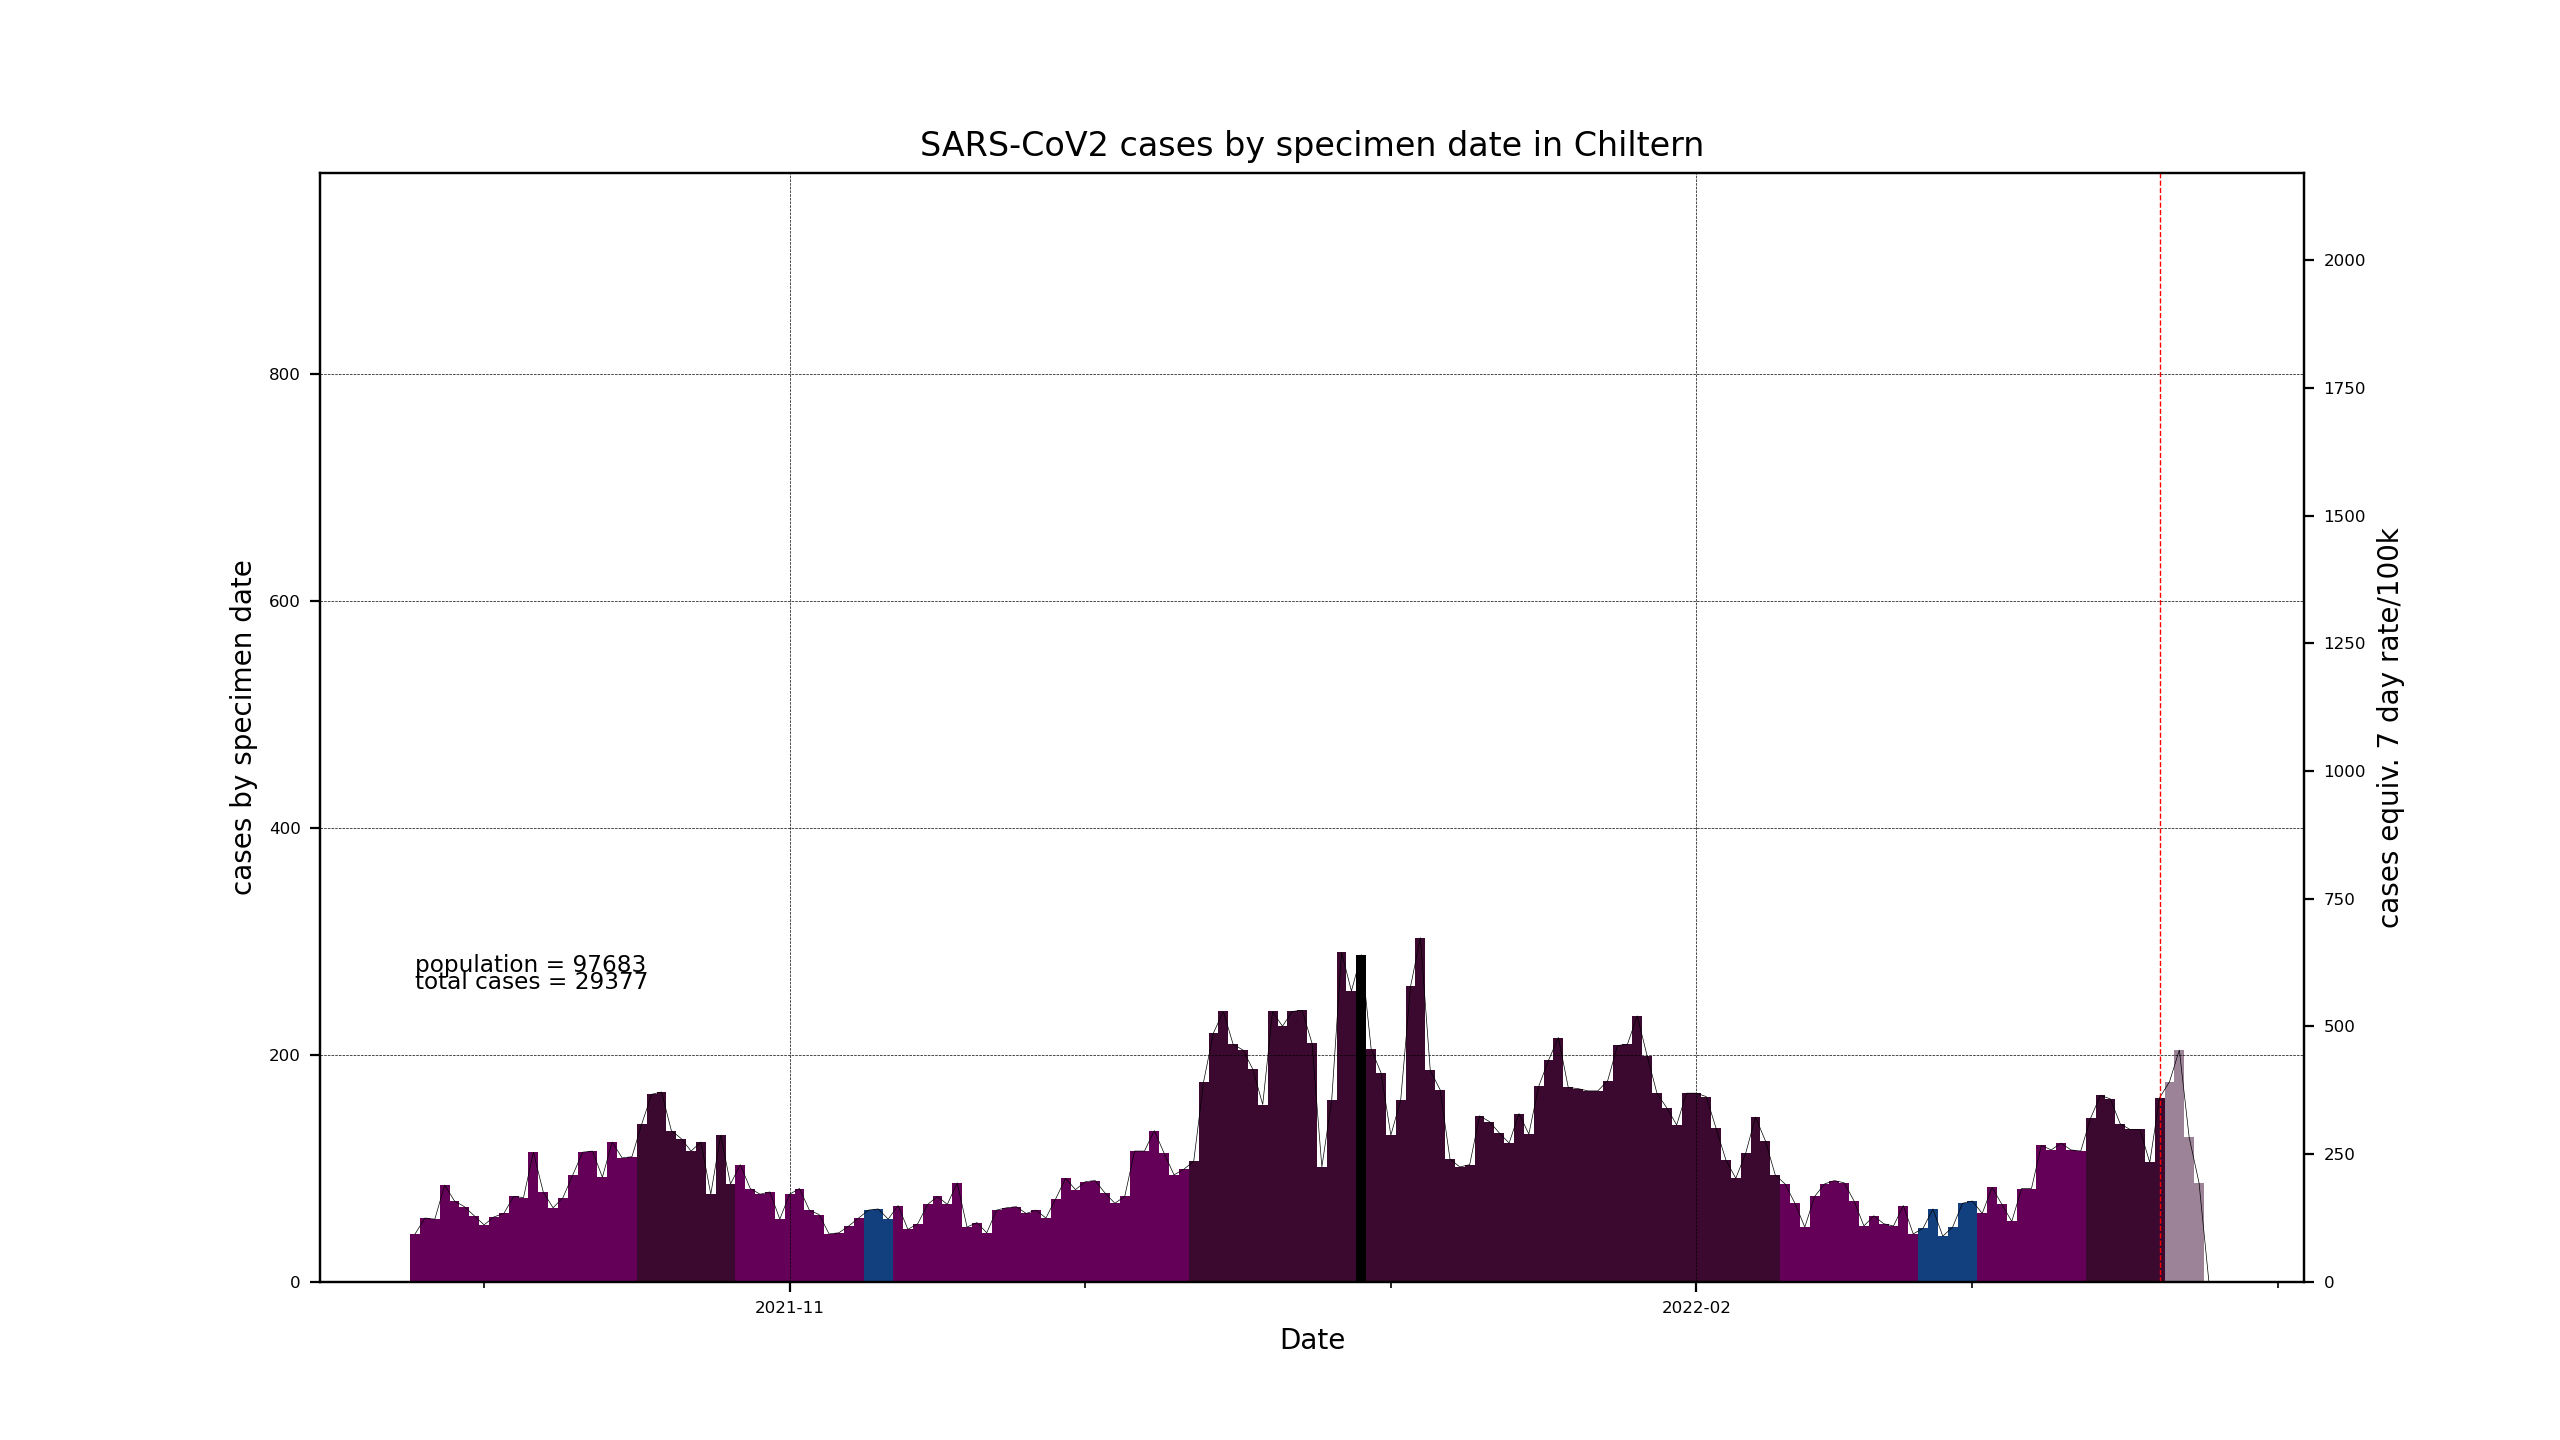 SARS-CoV2 cases by specimen date in Chiltern
cases by specimen date
800
600
400
200
0
population = 97683
total cases = 29377
2021-11
2022-02
Date
2000
1750
1500
1250
1000
750
500
250
0
cases equiv. 7 day rate/100k